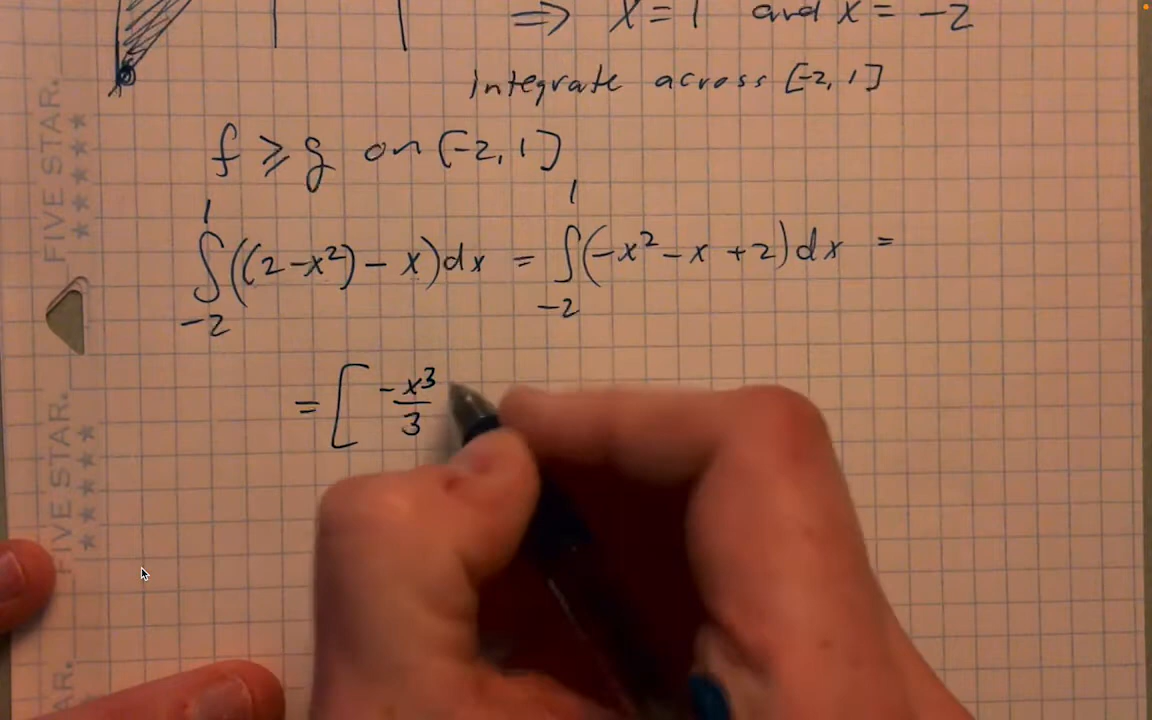 ⇒ x = 1 and x = -2
integrate across [-2, 1]
f ≥ g on [-2, 1]
∫_{-2}^{1} ((2-x²) - x)dx = ∫_{-2}^{1} (-x² - x + 2)dx =
= [ -x³/3
FIVE STAR.
FIVE STAR.
AR.